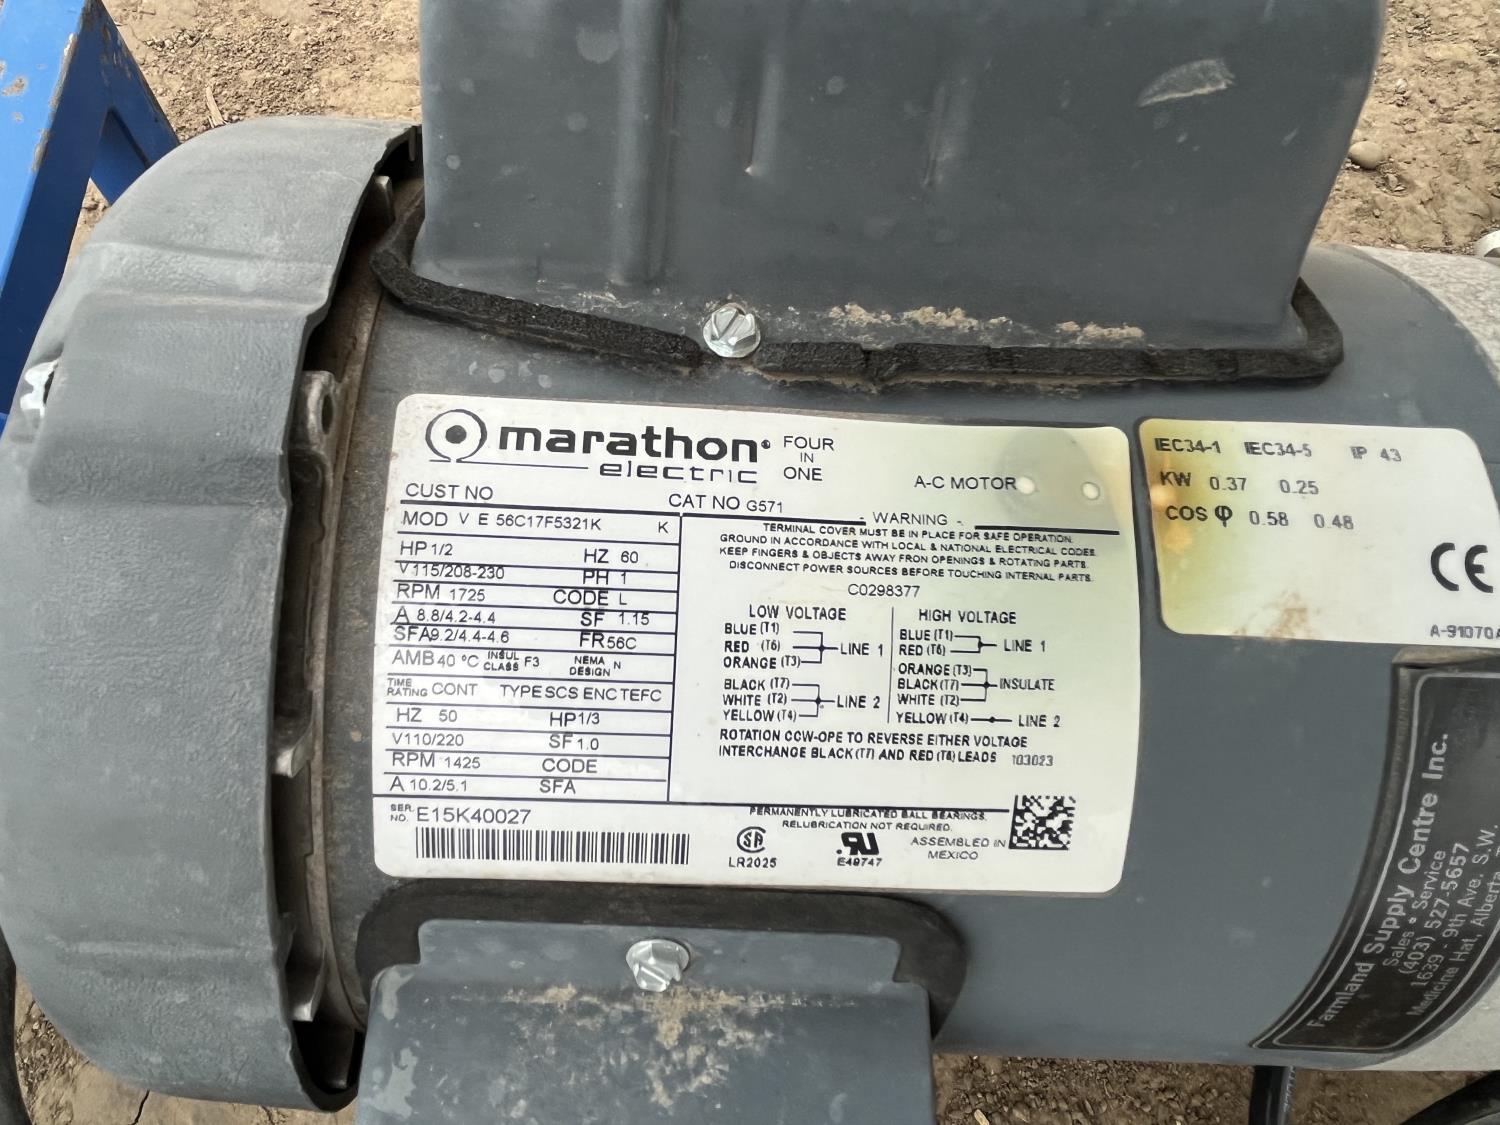 marathon®
electric
FOUR
IN
ONE
A-C MOTOR
CUST NO
CAT NO G571
MOD V E 56C17F5321K K
HP 1/2 HZ 60
V 115/208-230 PH 1
RPM 1725 CODE L
A 8.8/4.2-4.4 SF 1.15
SFA 9.2/4.4-4.6 FR 56C
AMB 40 °C INSUL CLASS F3 NEMA DESIGN N
TIME RATING CONT TYPE SCS ENC TEFC
HZ 50 HP 1/3
V 110/220 SF 1.0
RPM 1425 CODE
A 10.2/5.1 SFA
SER. NO. E15K40027
WARNING
TERMINAL COVER MUST BE IN PLACE FOR SAFE OPERATION.
GROUND IN ACCORDANCE WITH LOCAL & NATIONAL ELECTRICAL CODES.
KEEP FINGERS & OBJECTS AWAY FRON OPENINGS & ROTATING PARTS.
DISCONNECT POWER SOURCES BEFORE TOUCHING INTERNAL PARTS.
C0298377
LOW VOLTAGE
BLUE (T1)
RED (T6)
ORANGE (T3)
LINE 1
BLACK (T7)
WHITE (T2)
YELLOW (T4)
LINE 2
HIGH VOLTAGE
BLUE (T1)
RED (T6)
LINE 1
ORANGE (T3)
BLACK (T7)
WHITE (T2)
INSULATE
YELLOW (T4)
LINE 2
ROTATION CCW-OPE TO REVERSE EITHER VOLTAGE
INTERCHANGE BLACK (T7) AND RED (T6) LEADS 103023
PERMANENTLY LUBRICATED BALL BEARINGS.
RELUBRICATION NOT REQUIRED.
LR2025
E49747
ASSEMBLED IN
MEXICO
IEC34-1 IEC34-5 IP 43
KW 0.37 0.25
COS φ 0.58 0.48
CE
A-91070A
Farmland Supply Centre Inc.
Sales • Service
(403) 527-5657
1639 - 9th Ave. S.W.
Medicine Hat, Alberta